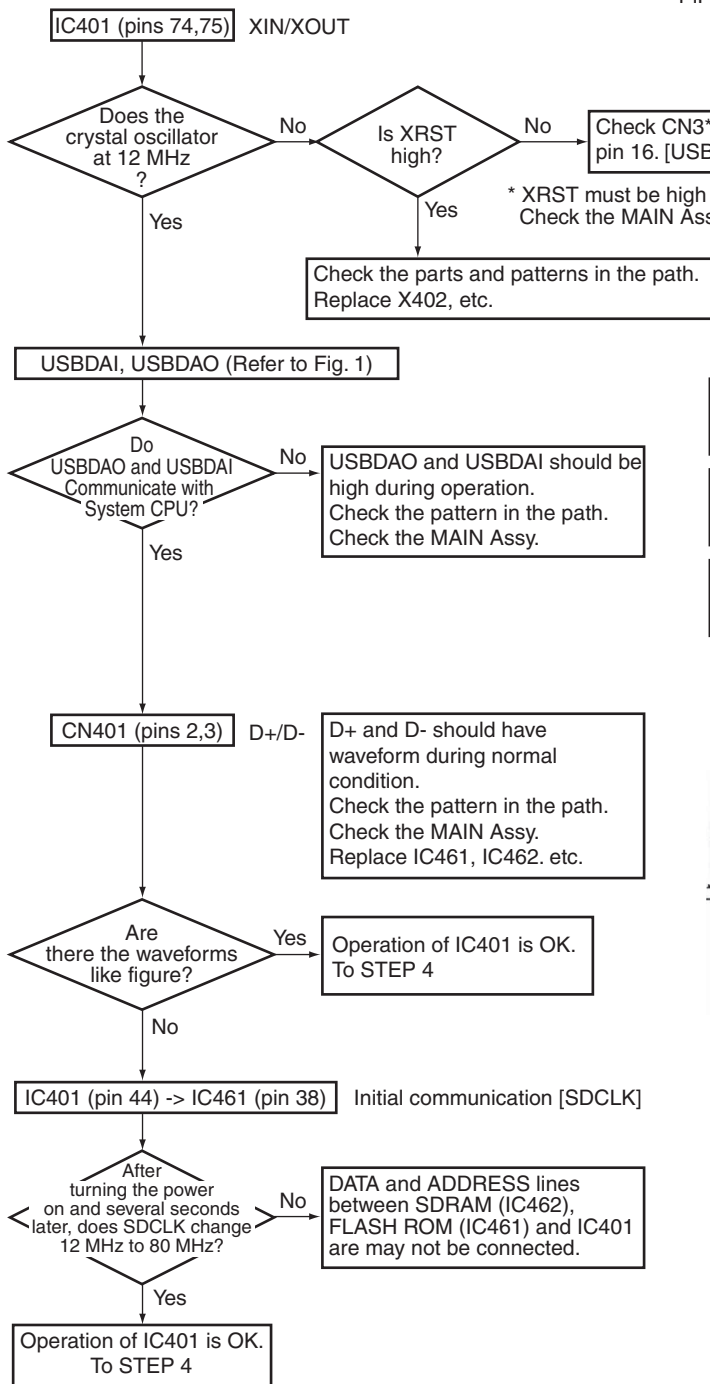 IC401 (pins 74,75) XIN/XOUT
Does the
crystal oscillator
at 12 MHz
?
No
Is XRST
high?
No
Check CN3*
pin 16. [USB
* XRST must be high
Check the MAIN
Yes
Yes
Check the parts and patterns in the path.
Replace X402, etc.
USBDAI, USBDAO (Refer to Fig. 1)
Do
USBDAO and USBDAI
Communicate with
System CPU?
No
USBDAO and USBDAI should be
high during operation.
Check the pattern in the path.
Check the MAIN Assy.
Yes
CN401 (pins 2,3) D+/D-
D+ and D- should have
waveform during normal
condition.
Check the pattern in the path.
Check the MAIN Assy.
Replace IC461, IC462. etc.
Are
there the waveforms
like figure?
Yes
Operation of IC401 is OK.
To STEP 4
No
IC401 (pin 44) -> IC461 (pin 38) Initial communication [SDCLK]
After
turning the power
on and several seconds
later, does SDCLK change
12 MHz to 80 MHz?
No
DATA and ADDRESS lines
between SDRAM (IC462),
FLASH ROM (IC461) and IC401
are may not be connected.
Yes
Operation of IC401 is OK.
To STEP 4